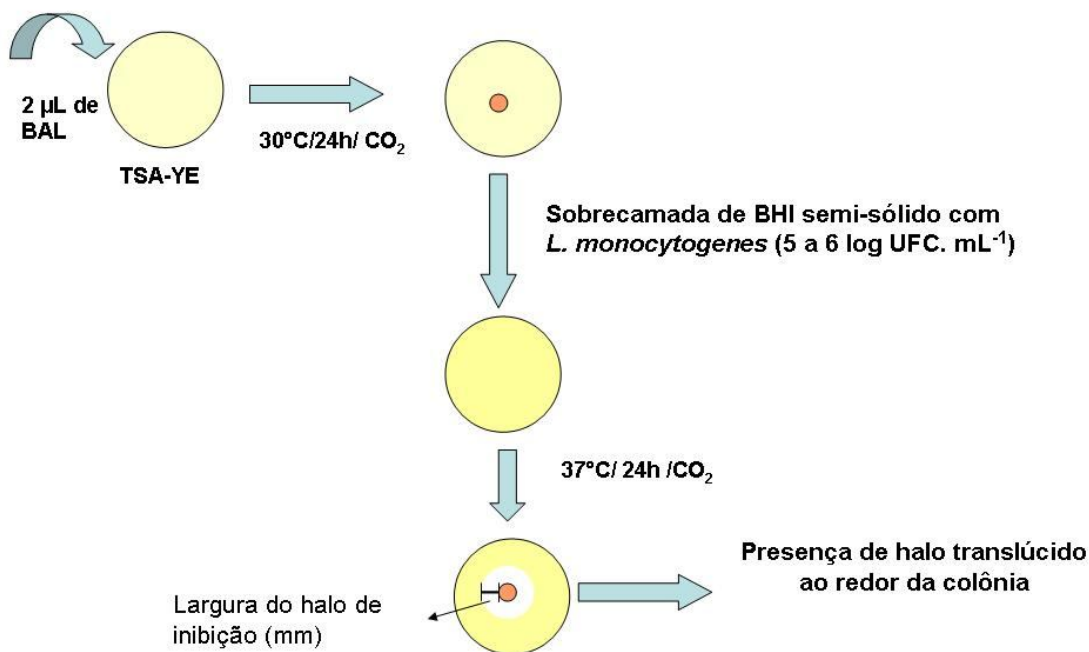 2 µL de
BAL
TSA-YE
30°C/24h/ CO₂
Sobrecamada de BHI semi-sólido com
L. monocytogenes (5 a 6 log UFC. mL⁻¹)
37°C/ 24h /CO₂
Presença de halo translúcido
ao redor da colônia
Largura do halo de
inibição (mm)